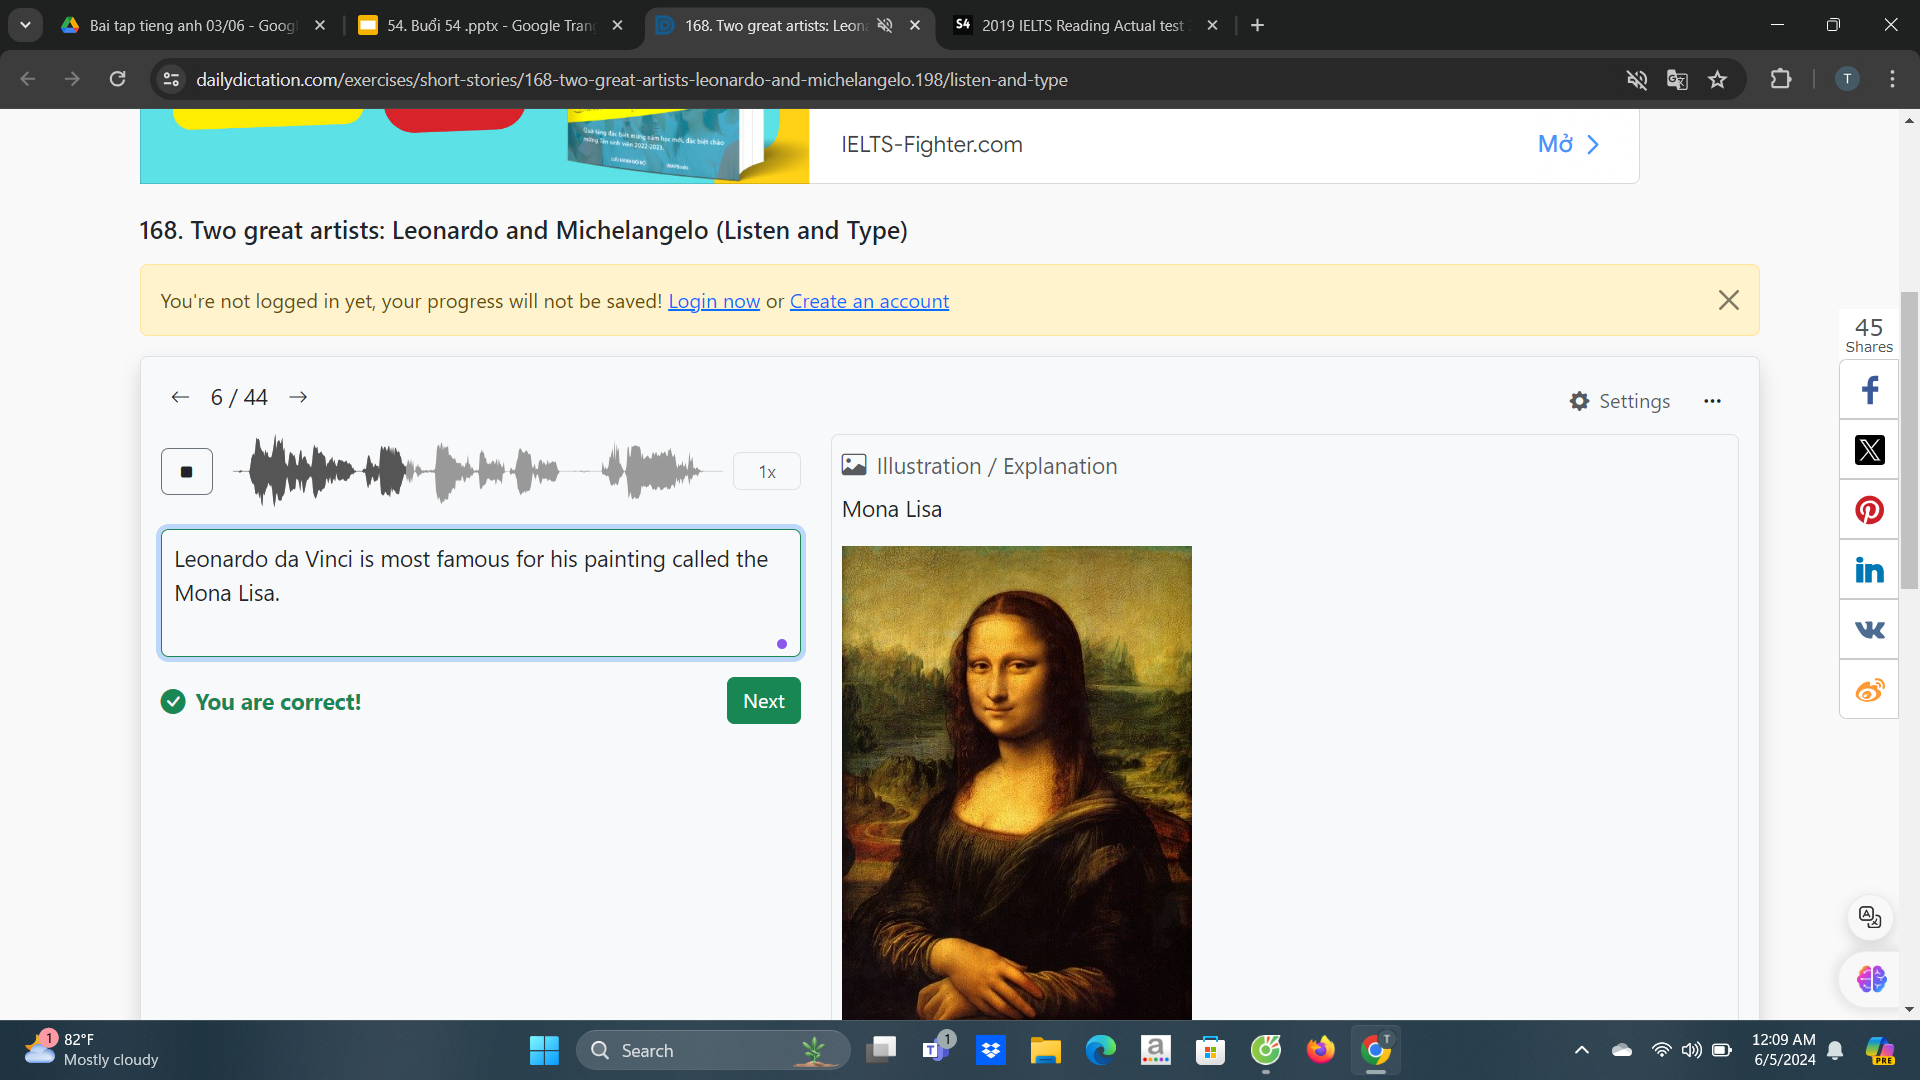 Bai tap tieng anh 03/06 - Goog
54. Buổi 54 .pptx - Google Tran
168. Two great artists: Leon
S4
2019 IELTS Reading Actual test
dailydictation.com/exercises/short-stories/168-two-great-artists-leonardo-and-michelangelo.198/listen-and-type
T
IELTS-Fighter.com
Mở
168. Two great artists: Leonardo and Michelangelo (Listen and Type)
You're not logged in yet, your progress will not be saved! Login now or Create an account
45
Shares
6 / 44
Settings
1x
Illustration / Explanation
Mona Lisa
Leonardo da Vinci is most famous for his painting called the
Mona Lisa.
You are correct!
Next
1
82°F
Mostly cloudy
Search
1
T
12:09 AM
6/5/2024
PRE